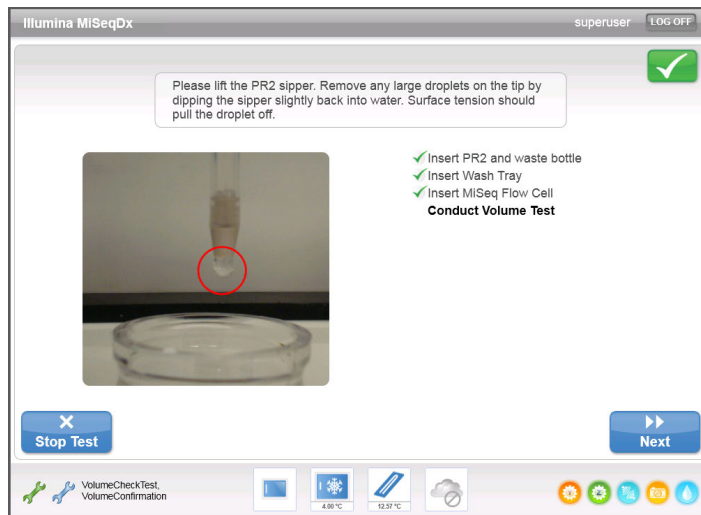 Illumina MiSeqDx
superuser
LOG OFF
Please lift the PR2 sipper. Remove any large droplets on the tip by
dipping the sipper slightly back into water. Surface tension should
pull the droplet off.
Insert PR2 and waste bottle
Insert Wash Tray
Insert MiSeq Flow Cell
Conduct Volume Test
Stop Test
Next
VolumeCheckTest,
VolumeConfirmation
4.00 °C
12.57 °C